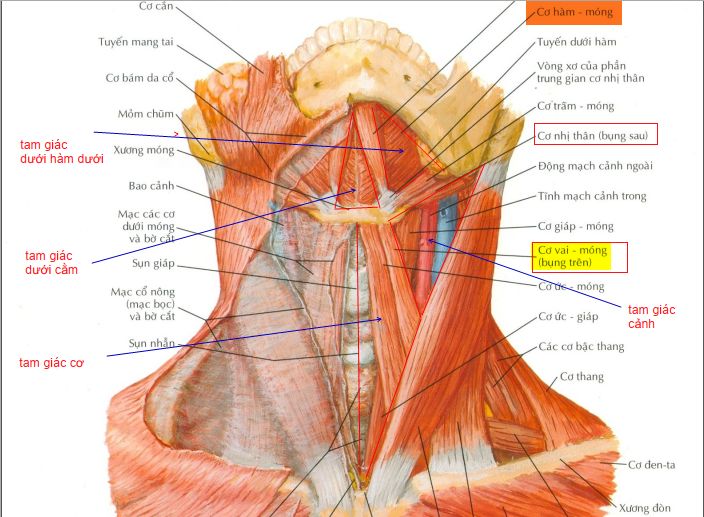 Cơ cắn
Tuyến mang tai
Cơ bám da cổ
Mỏm chũm
tam giác
dưới hàm dưới
Xương móng
Bao cảnh
Mạc các cơ
dưới móng
và bờ cắt
tam giác
dưới cằm
Sụn giáp
Mạc cổ nông
(mạc bọc)
và bờ cắt
Sụn nhẫn
tam giác cơ
Cơ hàm - móng
Tuyến dưới hàm
Vòng xơ của phần
trung gian cơ nhị thân
Cơ trâm - móng
Cơ nhị thân (bụng sau)
Động mạch cảnh ngoài
Tĩnh mạch cảnh trong
Cơ giáp - móng
Cơ vai - móng
(bụng trên)
Cơ ức - móng
tam giác
cảnh
Cơ ức - giáp
Các cơ bậc thang
Cơ thang
Cơ đen-ta
Xương đòn